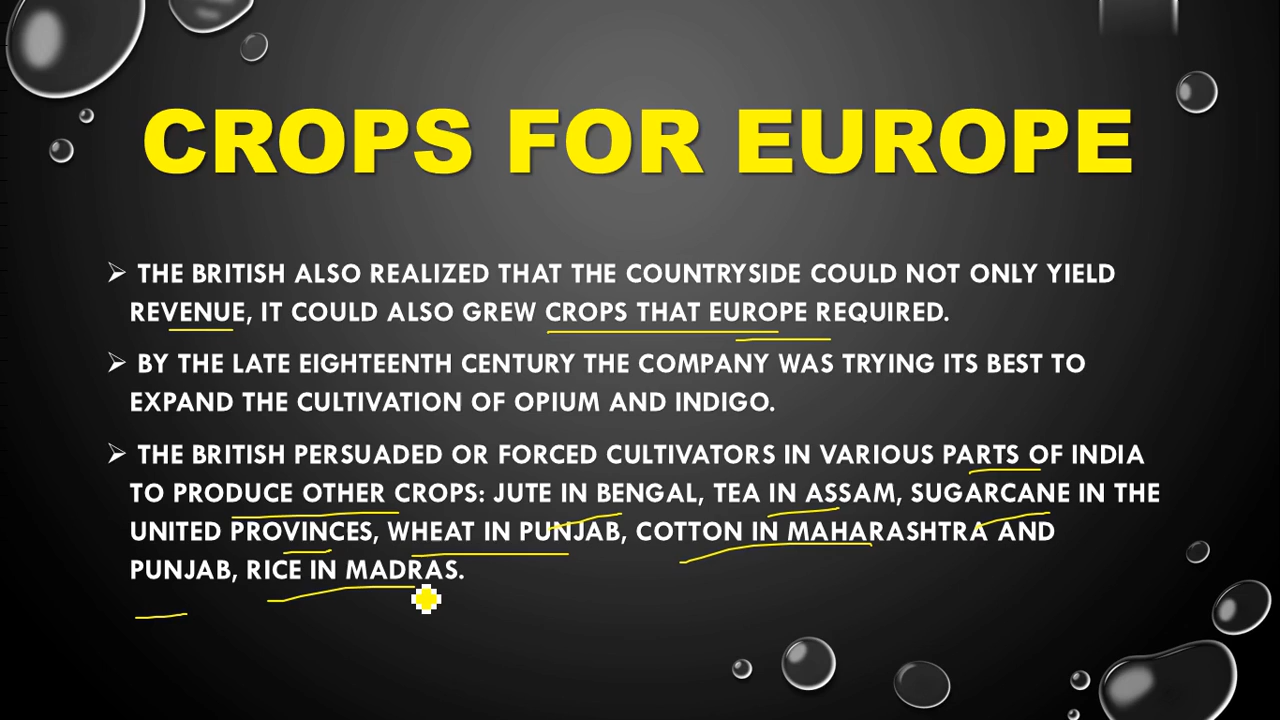 CROPS FOR EUROPE
➢ THE BRITISH ALSO REALIZED THAT THE COUNTRYSIDE COULD NOT ONLY YIELD
REVENUE, IT COULD ALSO GREW CROPS THAT EUROPE REQUIRED.
➢ BY THE LATE EIGHTEENTH CENTURY THE COMPANY WAS TRYING ITS BEST TO
EXPAND THE CULTIVATION OF OPIUM AND INDIGO.
➢ THE BRITISH PERSUADED OR FORCED CULTIVATORS IN VARIOUS PARTS OF INDIA
TO PRODUCE OTHER CROPS: JUTE IN BENGAL, TEA IN ASSAM, SUGARCANE IN THE
UNITED PROVINCES, WHEAT IN PUNJAB, COTTON IN MAHARASHTRA AND
PUNJAB, RICE IN MADRAS.